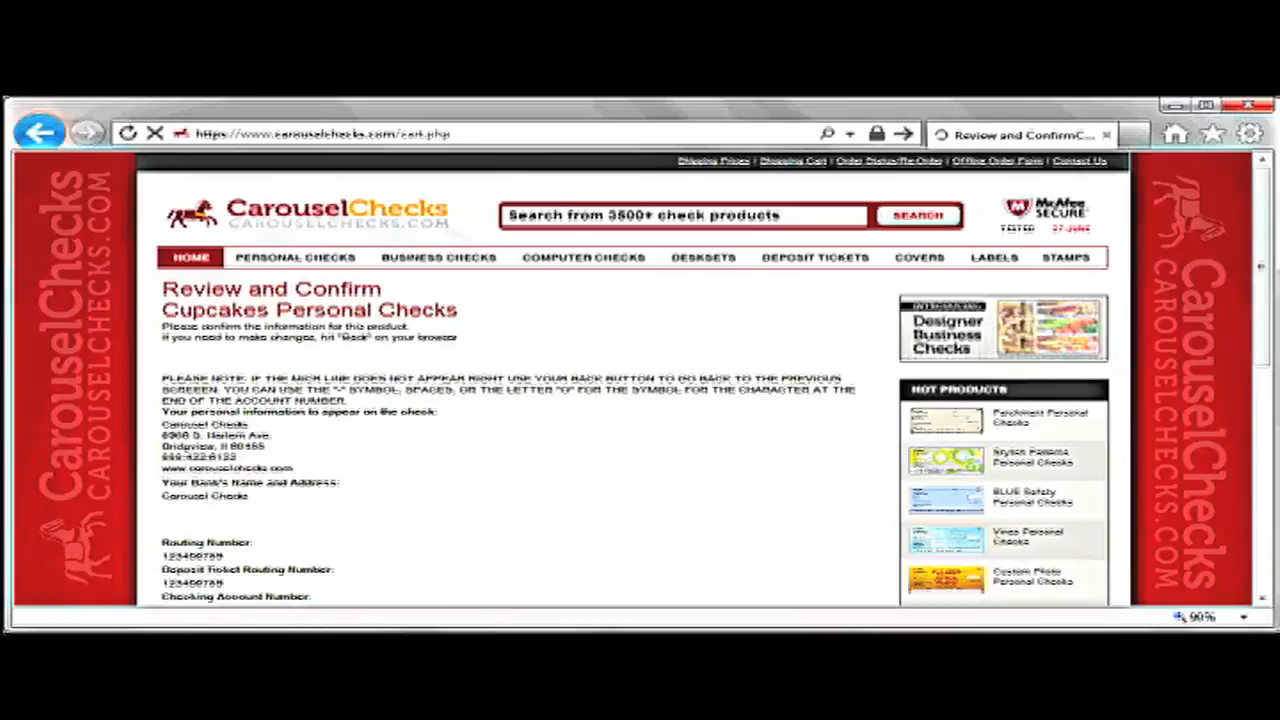 https://www.carouselchecks.com/cart.php
Review and ConfirmC...
Shipping Prices | Shopping Cart | Order Status/Re-Order | Offline Order Form | Contact Us
CarouselChecks
CAROUSELCHECKS.COM
Search from 3500+ check products
SEARCH
McAfee
SECURE
TESTED 27-JUNE
HOME PERSONAL CHECKS BUSINESS CHECKS COMPUTER CHECKS DESKSETS DEPOSIT TICKETS COVERS LABELS STAMPS
Review and Confirm
Cupcakes Personal Checks
Please confirm the information for this product.
If you need to make changes, hit "Back" on your browser
PLEASE NOTE: IF THE MICR LINE DOES NOT APPEAR RIGHT USE YOUR BACK BUTTON TO GO BACK TO THE PREVIOUS
SCREEEN. YOU CAN USE THE "-" SYMBOL, SPACES, OR THE LETTER "O" FOR THE SYMBOL FOR THE CHARACTER AT THE
END OF THE ACCOUNT NUMBER.
Your personal information to appear on the check:
Carousel Checks
S. Harlem Ave.
Bridgeview, Il
www.carouselchecks.com
Your Bank's Name and Address:
Carousel Checks
Routing Number:
123456789
Deposit Ticket Routing Number:
123456789
Checking Account Number:
INTRODUCING
Designer
Business
Checks
HOT PRODUCTS
Parchment Personal
Checks
Stylish Patterns
Personal Checks
BLUE Safety
Personal Checks
Vines Personal
Checks
Custom Photo
Personal Checks
CarouselChecks
CAROUSELCHECKS.COM
CarouselChecks
CAROUSELCHECKS.COM
90%